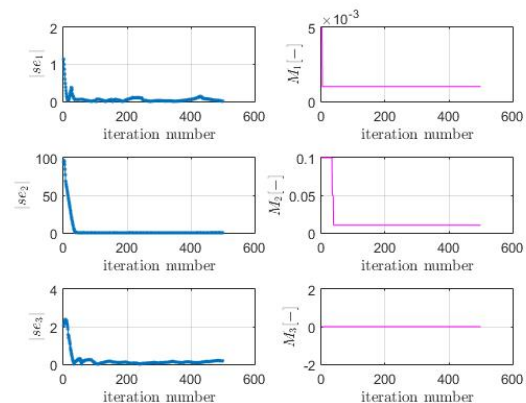 2
1
0
|se₁|
0 200 400 600
iteration number
×10⁻³
5
0
M₁[−]
0 200 400 600
iteration number
100
50
0
|se₂|
0 200 400 600
iteration number
0.1
0.05
0
M₂[−]
0 200 400 600
iteration number
4
2
0
|se₃|
0 200 400 600
iteration number
2
0
-2
M₃[−]
0 200 400 600
iteration number